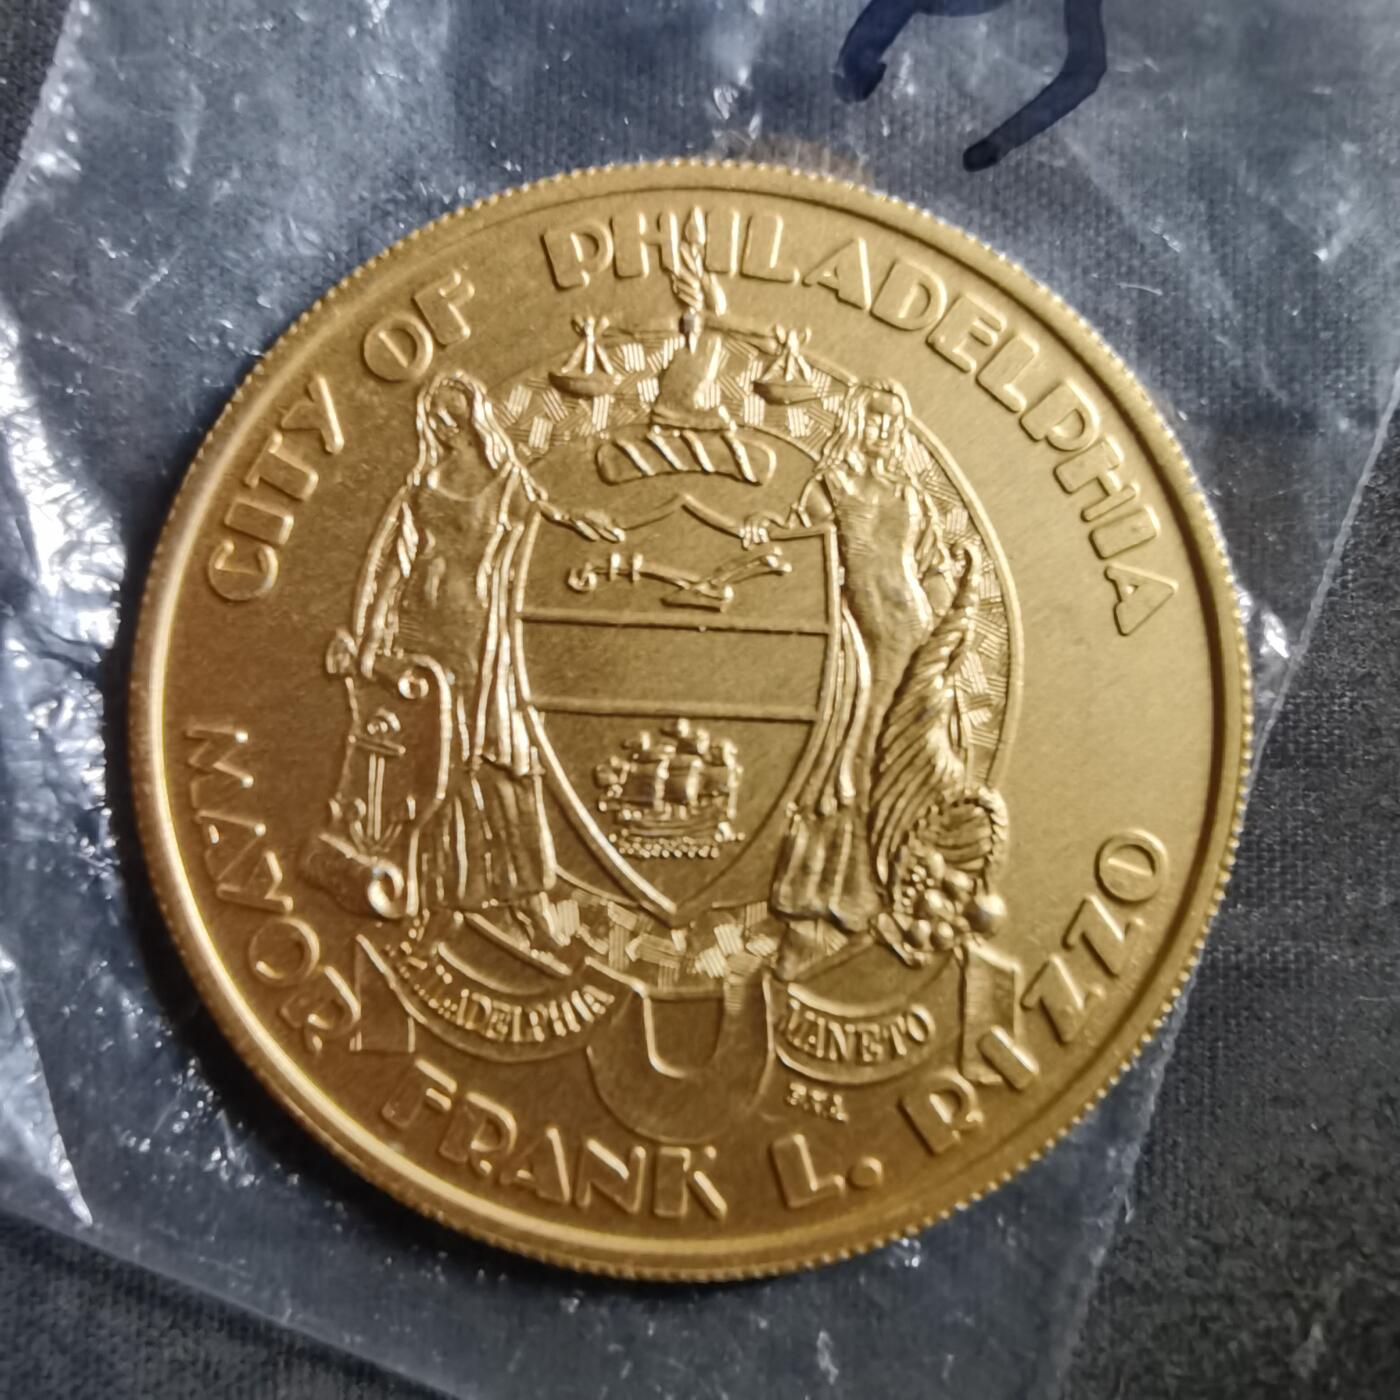 CITY OF PHILADELPHIA
PHILADELPHIA MANETO
MAYOR FRANK L. RIZZO